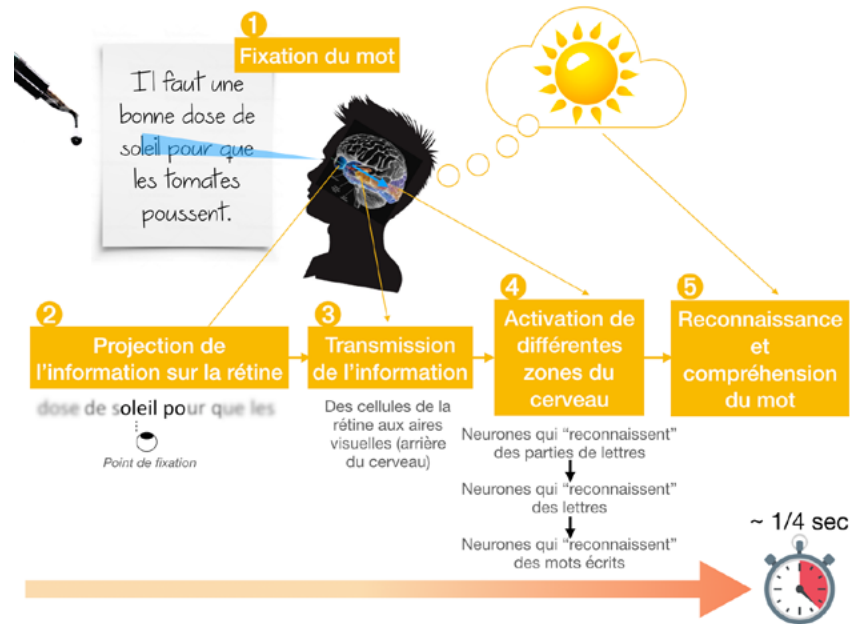 1
Fixation du mot
Il faut une
bonne dose de
soleil pour que
les tomates
poussent.
2
Projection de
l'information sur la rétine
dose de soleil pour que les
Point de fixation
3
Transmission
de l'information
Des cellules de la
rétine aux aires
visuelles (arrière
du cerveau)
4
Activation de
différentes
zones du
cerveau
Neurones qui "reconnaissent"
des parties de lettres
Neurones qui "reconnaissent"
des lettres
Neurones qui "reconnaissent"
des mots écrits
5
Reconnaissance
et
compréhension
du mot
~ 1/4 sec